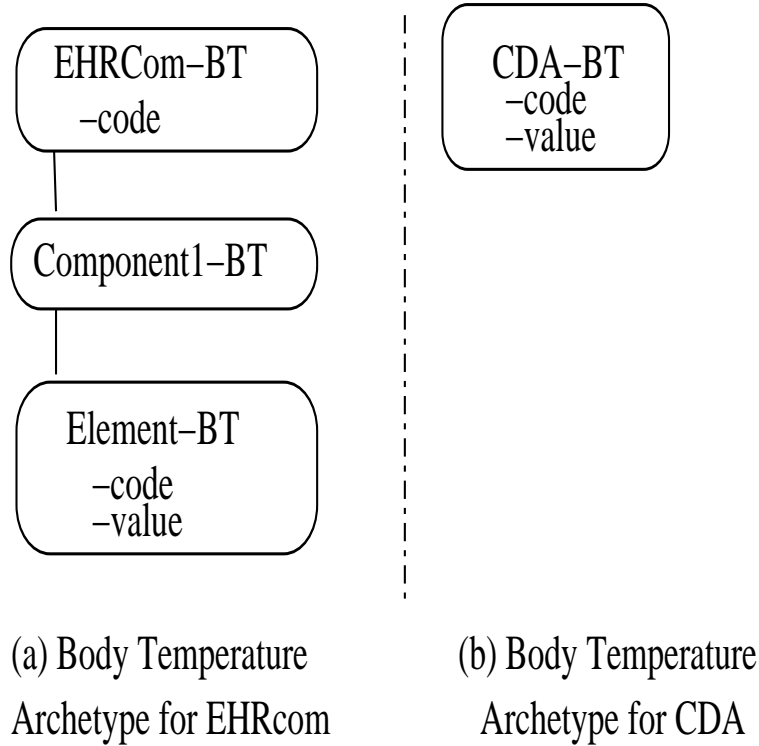 EHRCom–BT
–code
Component1–BT
Element–BT
–code
–value
(a) Body Temperature
Archetype for EHRcom
CDA–BT
–code
–value
(b) Body Temperature
Archetype for CDA